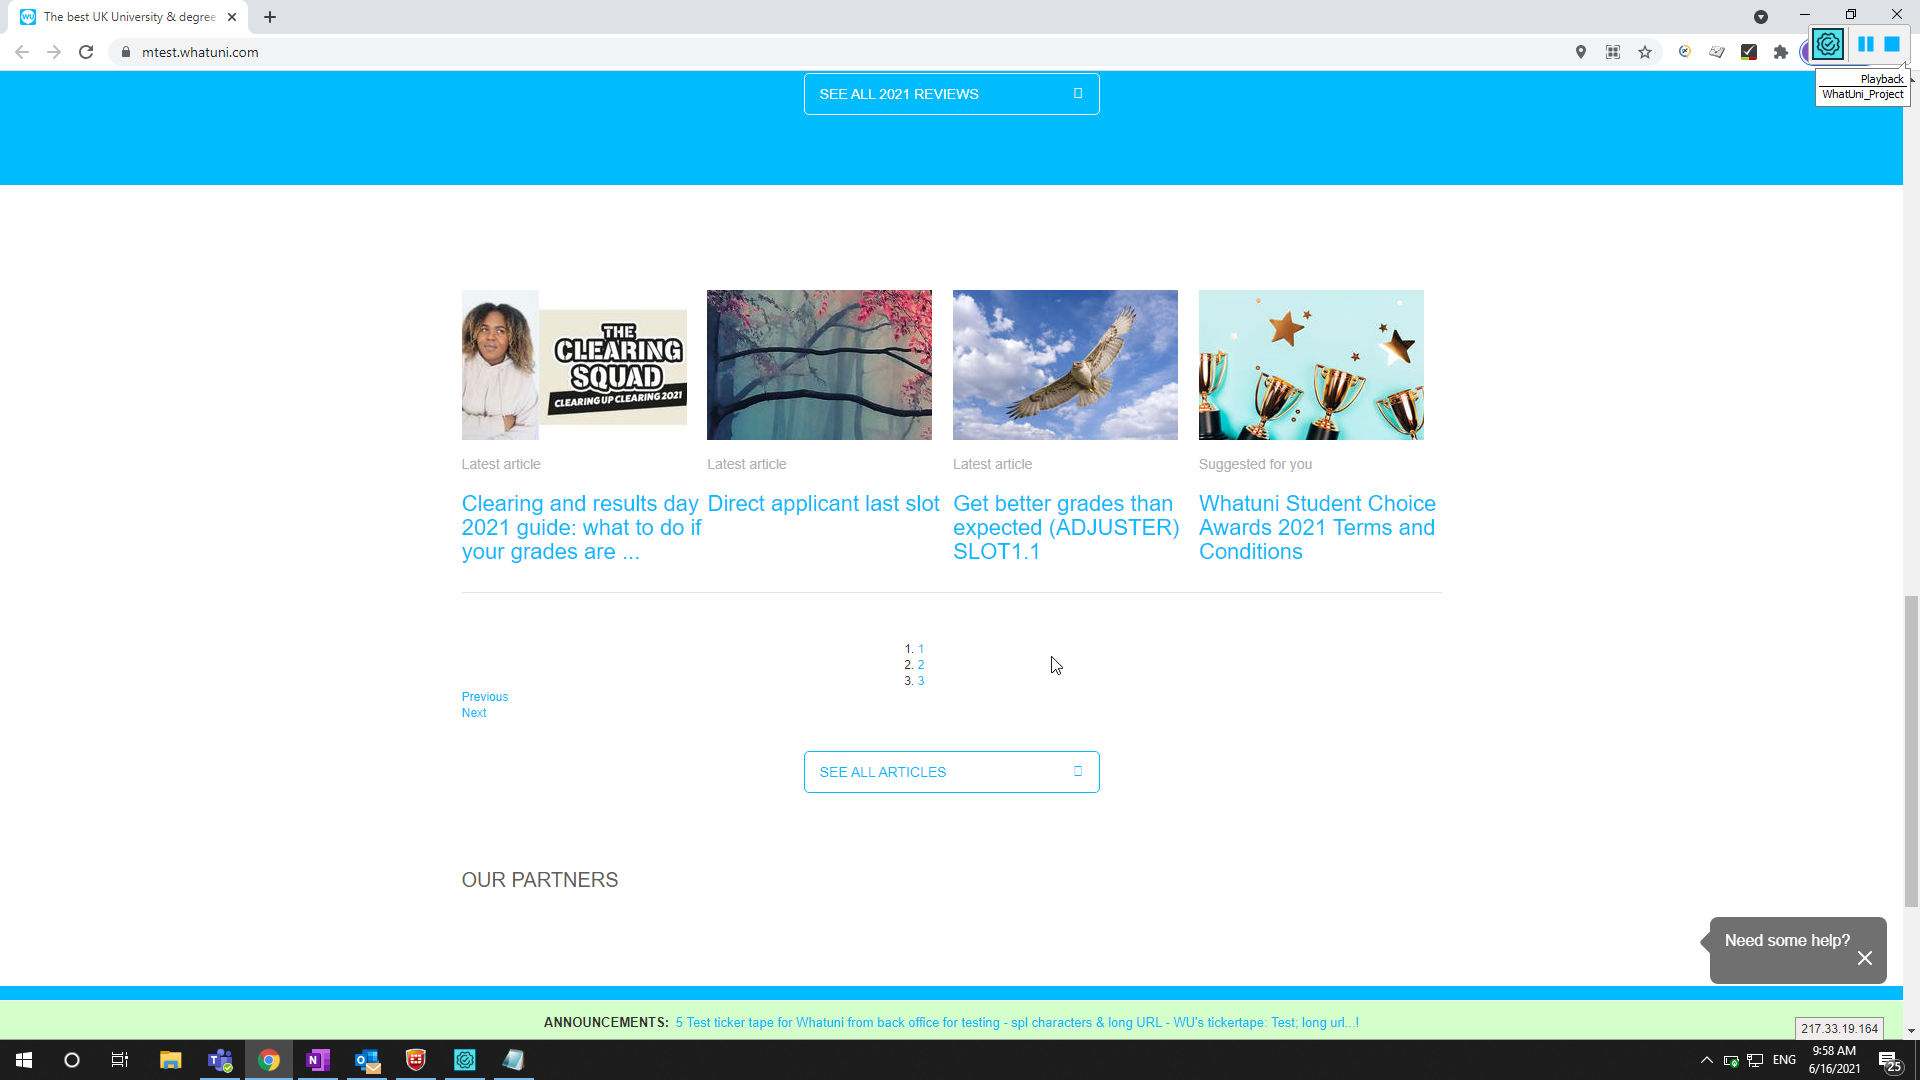 The best UK University & degree
mtest.whatuni.com
Playback
WhatUni_Project
SEE ALL 2021 REVIEWS
THE
CLEARING
SQUAD
CLEARING UP CLEARING 2021
Latest article
Clearing and results day
2021 guide: what to do if
your grades are ...
Latest article
Direct applicant last slot
Latest article
Get better grades than
expected (ADJUSTER)
SLOT1.1
Suggested for you
Whatuni Student Choice
Awards 2021 Terms and
Conditions
1. 1
2. 2
3. 3
Previous
Next
SEE ALL ARTICLES
OUR PARTNERS
Need some help?
ANNOUNCEMENTS: 5 Test ticker tape for Whatuni from back office for testing - spl characters & long URL - WU's tickertape: Test; long url...!
217.33.19.164
ENG
9:58 AM
6/16/2021
25